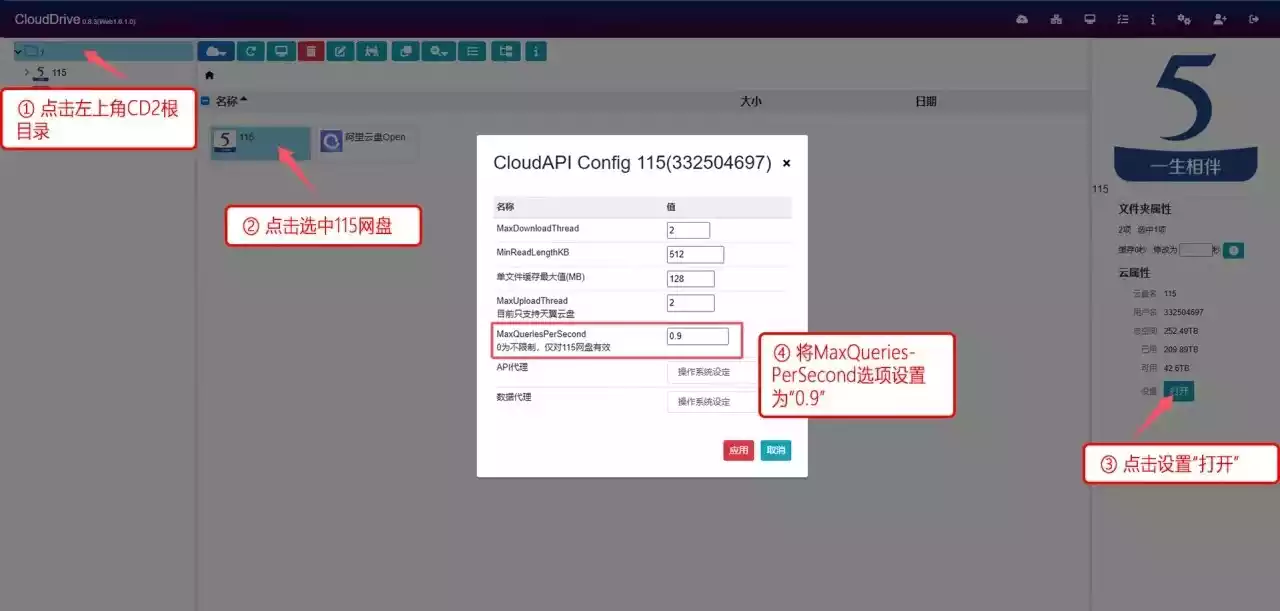 CloudDrive 0.6.3(Web1.6.1.0)
/
115
① 点击左上角CD2根
目录
名称
大小
日期
5 115
阿里云盘Open
② 点击选中115网盘
CloudAPI Config 115(332504697) ×
名称 值
MaxDownloadThread 2
MinReadLengthKB 512
单文件缓存最大值(MB) 128
MaxUploadThread 2
目前只支持天翼云盘
MaxQueriesPerSecond 0.9
0为不限制，仅对115网盘有效
API代理 操作系统设定
数据代理 操作系统设定
应用 取消
④ 将MaxQueries-
PerSecond选项设置
为“0.9”
5
一生相伴
115
文件夹属性
2项 选中1项
缓存0秒 修改为 秒
云属性
云盘名 115
用户名 332504697
总空间 252.49TB
已用 209.89TB
可用 42.6TB
设置 打开
③ 点击设置“打开”